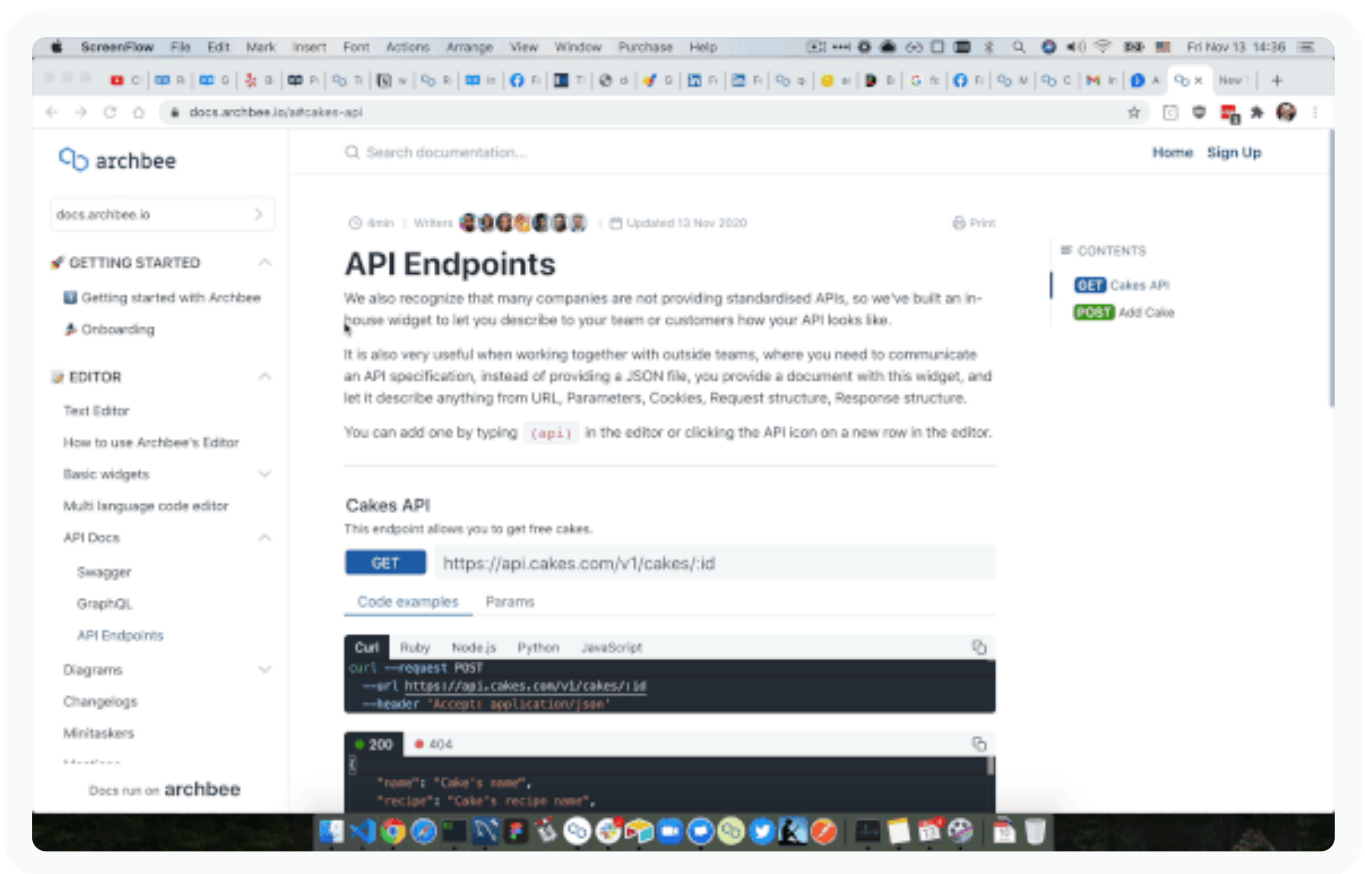 ScreenFlow File Edit Mark Insert Font Actions Arrange View Window Purchase Help Fri Nov 13 14:36
New
docs.archbee.io/a#cakes-api
archbee
Search documentation...
Home Sign Up
docs.archbee.io
GETTING STARTED
Getting started with Archbee
Onboarding
EDITOR
Text Editor
How to use Archbee's Editor
Basic widgets
Multi language code editor
API Docs
Swagger
GraphQL
API Endpoints
Diagrams
Changelogs
Minitaskers
Mentions
Docs run on archbee
4min | Writers | Updated 13 Nov 2020
Print
API Endpoints
We also recognize that many companies are not providing standardised APIs, so we've built an in-
house widget to let you describe to your team or customers how your API looks like.
It is also very useful when working together with outside teams, where you need to communicate
an API specification, instead of providing a JSON file, you provide a document with this widget, and
let it describe anything from URL, Parameters, Cookies, Request structure, Response structure.
You can add one by typing (api) in the editor or clicking the API icon on a new row in the editor.
Cakes API
This endpoint allows you to get free cakes.
GET https://api.cakes.com/v1/cakes/:id
Code examples Params
Curl Ruby Node.js Python JavaScript
curl --request POST
--url https://api.cakes.com/v1/cakes/:id
--header 'Accept: application/json'
200 404
{
"name": "Cake's name",
"recipe": "Cake's recipe name",
CONTENTS
GET Cakes API
POST Add Cake